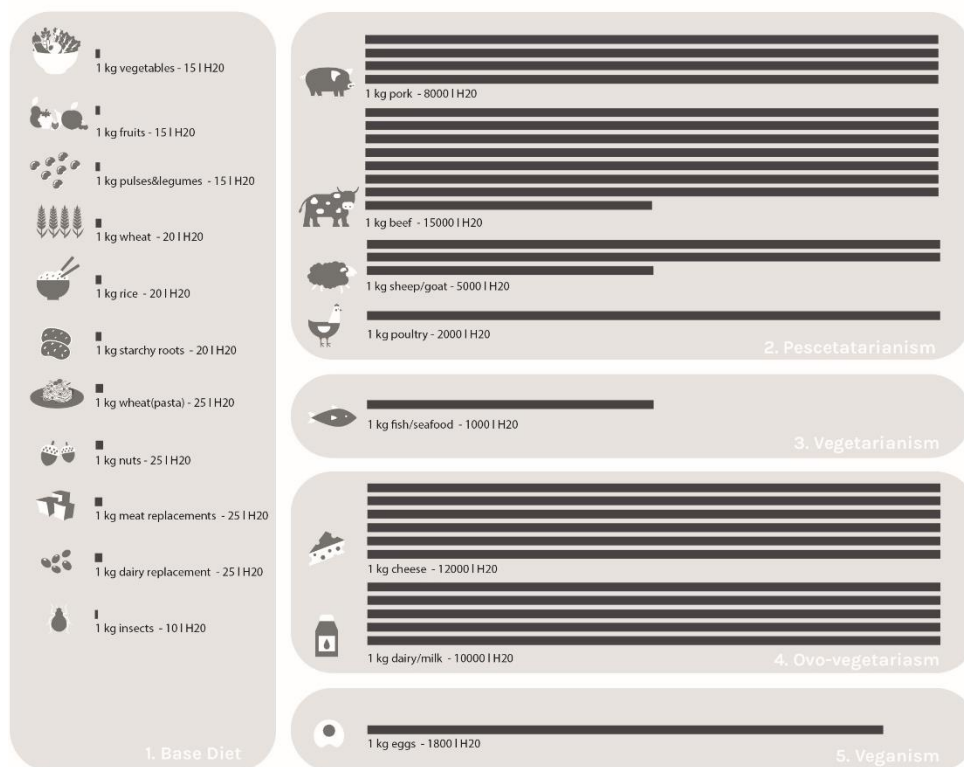 1 kg vegetables - 15 l H20
1 kg fruits - 15 l H20
1 kg pulses&legumes - 15 l H20
1 kg wheat - 20 l H20
1 kg rice - 20 l H20
1 kg starchy roots - 20 l H20
1 kg wheat(pasta) - 25 l H20
1 kg nuts - 25 l H20
1 kg meat replacements - 25 l H20
1 kg dairy replacement - 25 l H20
1 kg insects - 10 l H20
1. Base Diet
1 kg pork - 8000 l H20
1 kg beef - 15000 l H20
1 kg sheep/goat - 5000 l H20
1 kg poultry - 2000 l H20
2. Pescetatarianism
1 kg fish/seafood - 1000 l H20
3. Vegetarianism
1 kg cheese - 12000 l H20
1 kg dairy/milk - 10000 l H20
4. Ovo-vegetariasm
1 kg eggs - 1800 l H20
5. Veganism